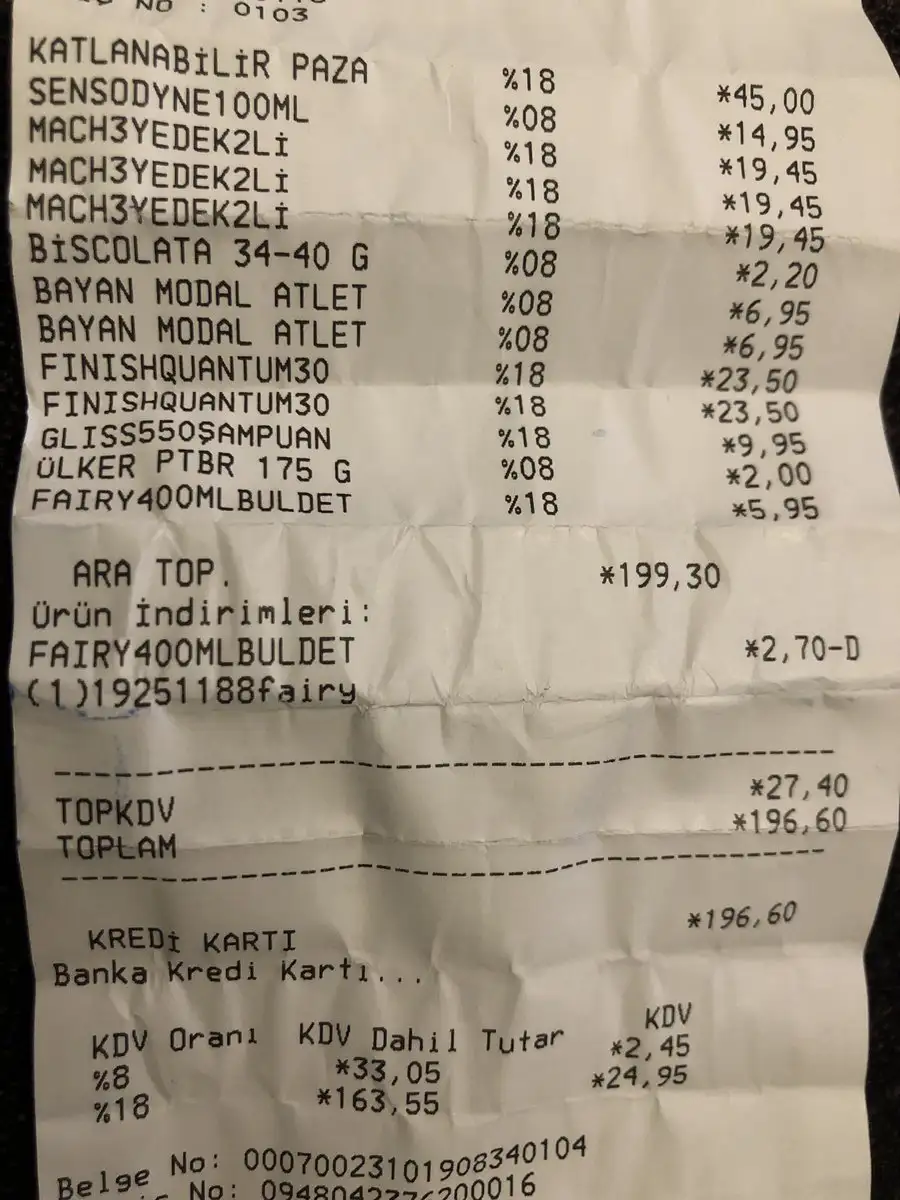 NO : 0103
KATLANABİLİR PAZA %18 *45,00
SENSODYNE100ML %08 *14,95
MACH3YEDEK2Lİ %18 *19,45
MACH3YEDEK2Lİ %18 *19,45
MACH3YEDEK2Lİ %18 *19,45
BİSCOLATA 34-40 G %08 *2,20
BAYAN MODAL ATLET %08 *6,95
BAYAN MODAL ATLET %08 *6,95
FINISHQUANTUM30 %18 *23,50
FINISHQUANTUM30 %18 *23,50
GLISS550ŞAMPUAN %18 *9,95
ÜLKER PTBR 175 G %08 *2,00
FAIRY400MLBULDET %18 *5,95
ARA TOP. *199,30
Ürün İndirimleri:
FAIRY400MLBULDET *2,70-D
(1)19251188fairy
TOPKDV *27,40
TOPLAM *196,60
KREDİ KARTI *196,60
Banka Kredi Kartı...
KDV Oranı KDV Dahil Tutar KDV
%8 *33,05 *2,45
%18 *163,55 *24,95
Belge No: 00070023101908340104
No: